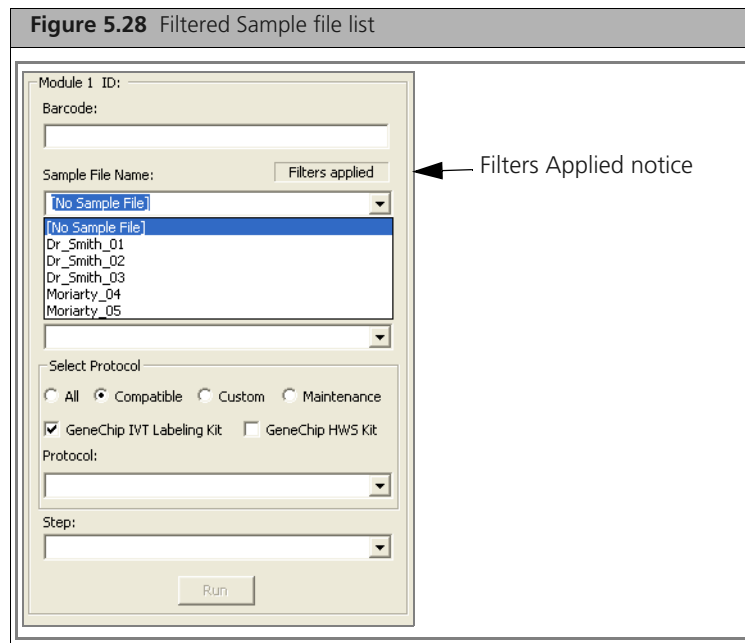 Figure 5.28 Filtered Sample file list
Module 1 ID:
Barcode:
Sample File Name:
Filters applied
Filters Applied notice
[No Sample File]
[No Sample File]
Dr_Smith_01
Dr_Smith_02
Dr_Smith_03
Moriarty_04
Moriarty_05
Select Protocol
All Compatible Custom Maintenance
GeneChip IVT Labeling Kit GeneChip HWS Kit
Protocol:
Step:
Run